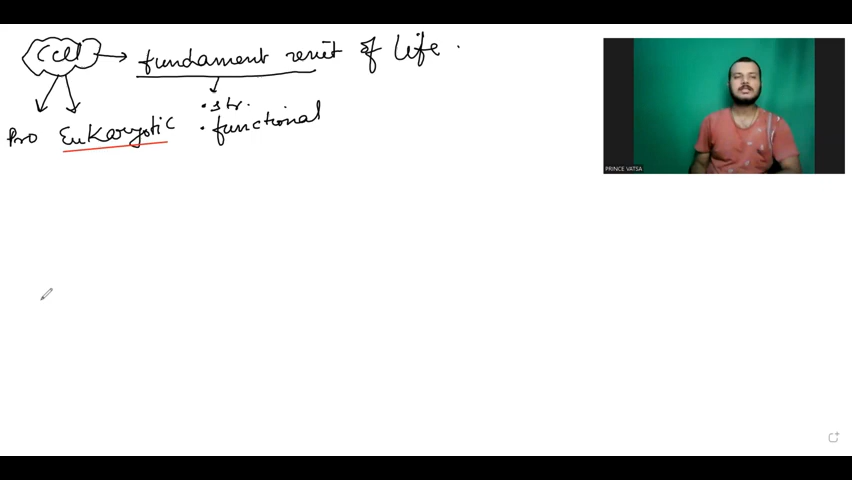 Cell → fundament unit of life .
• str.
Pro Eukaryotic • functional
PRINCE VATSA